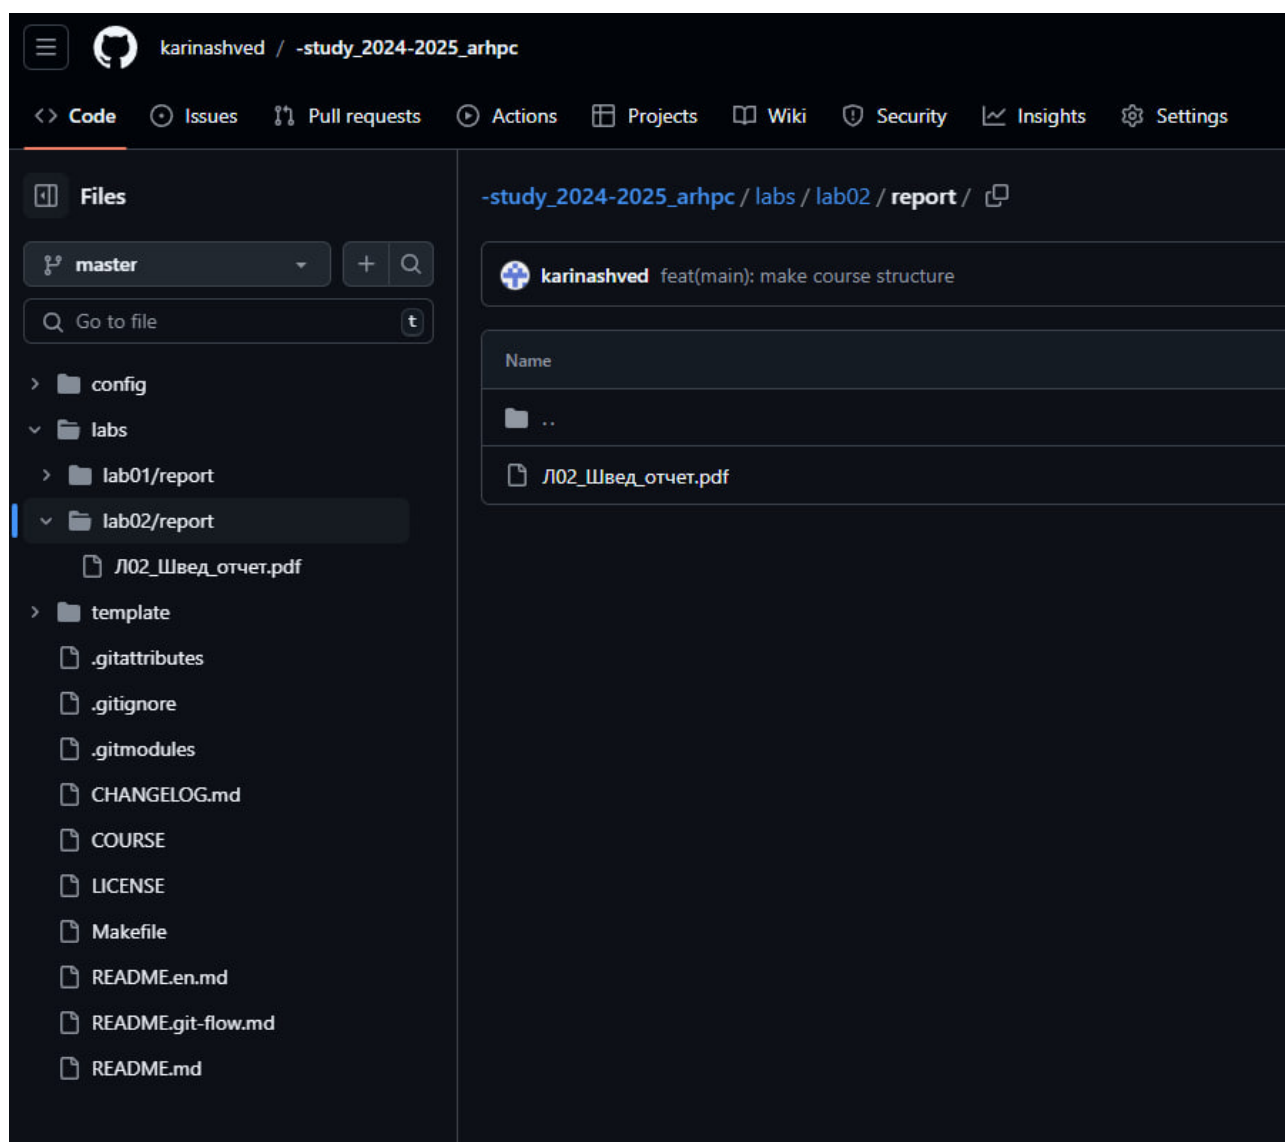 karinashved / -study_2024-2025_arhpc
<> Code Issues Pull requests Actions Projects Wiki Security Insights Settings
Files
master
Go to file t
config
labs
lab01/report
lab02/report
Л02_Швед_отчет.pdf
template
.gitattributes
.gitignore
.gitmodules
CHANGELOG.md
COURSE
LICENSE
Makefile
README.en.md
README.git-flow.md
README.md
-study_2024-2025_arhpc / labs / lab02 / report /
karinashved feat(main): make course structure
Name
..
Л02_Швед_отчет.pdf